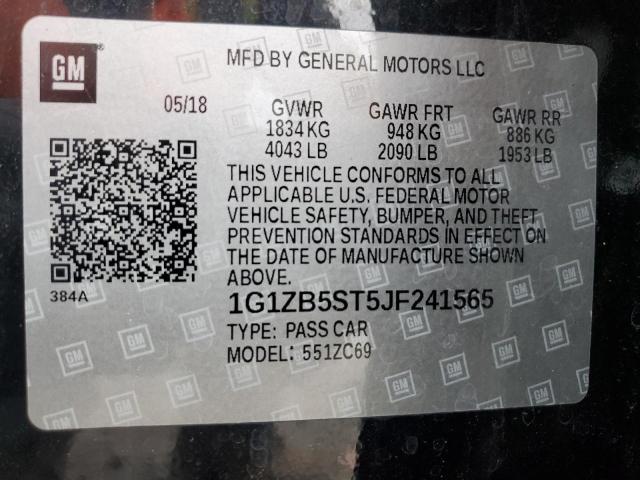 GM
MFD BY GENERAL MOTORS LLC
05/18 GVWR GAWR FRT GAWR RR
1834 KG 948 KG 886 KG
4043 LB 2090 LB 1953 LB
THIS VEHICLE CONFORMS TO ALL
APPLICABLE U.S. FEDERAL MOTOR
VEHICLE SAFETY, BUMPER, AND THEFT
PREVENTION STANDARDS IN EFFECT ON
THE DATE OF MANUFACTURE SHOWN
ABOVE.
384A
1G1ZB5ST5JF241565
TYPE: PASS CAR
MODEL: 551ZC69